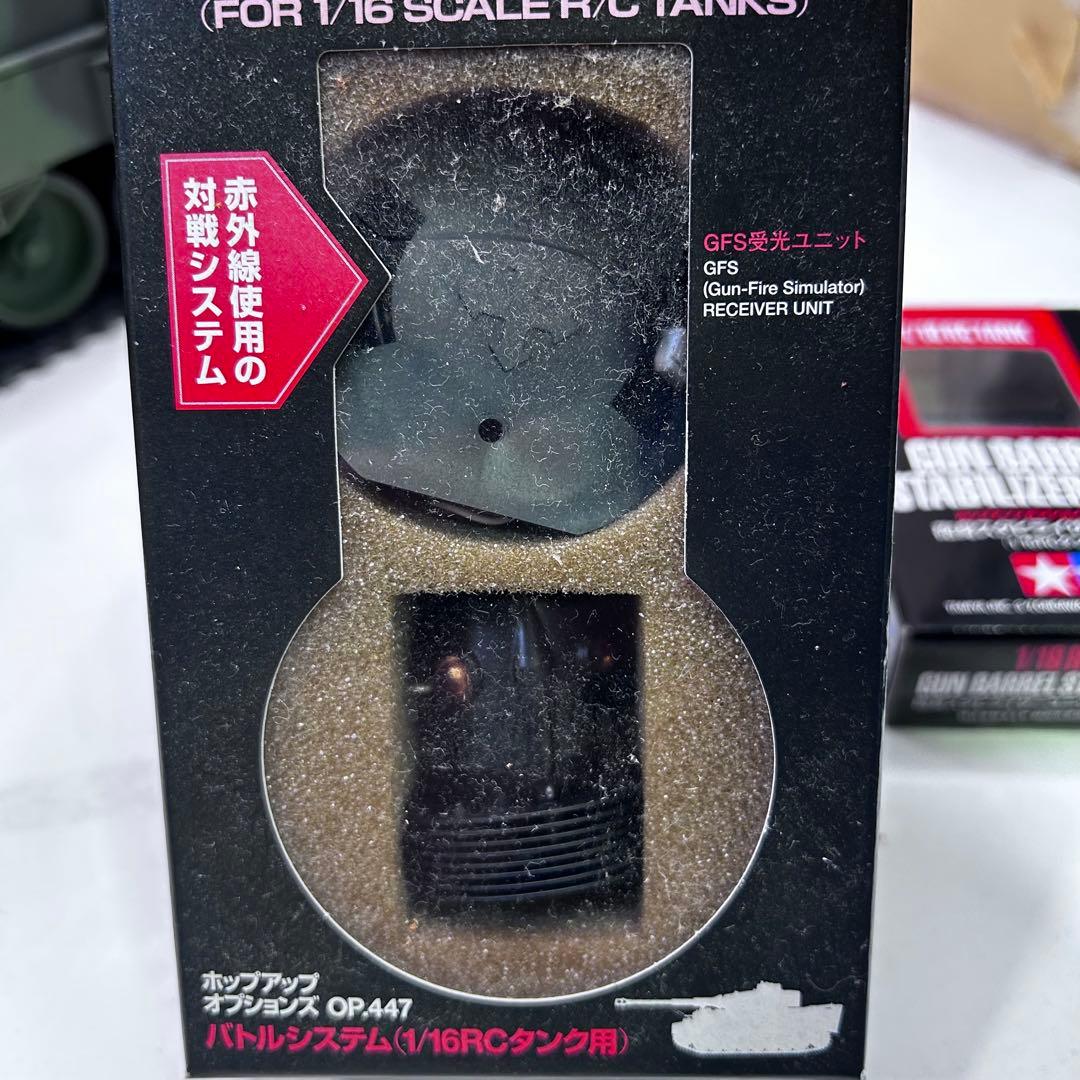 (FOR 1/16 SCALE R/C TANKS)
赤外線使用の
対戦システム
GFS受光ユニット
GFS
(Gun-Fire Simulator)
RECEIVER UNIT
ホップアップ
オプションズ OP.447
バトルシステム(1/16RCタンク用)
GUN BARRE
STABILIZER
GUN BARREL ST